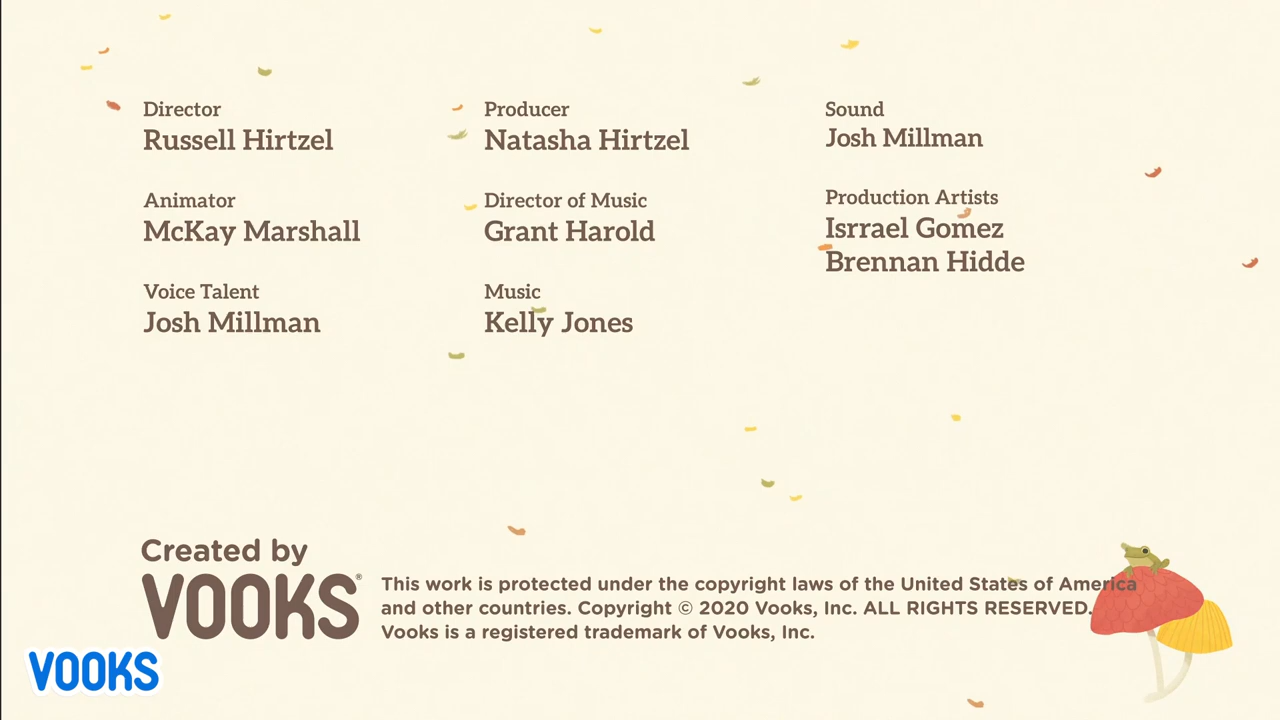 Director
Russell Hirtzel
Animator
McKay Marshall
Voice Talent
Josh Millman
Producer
Natasha Hirtzel
Director of Music
Grant Harold
Music
Kelly Jones
Sound
Josh Millman
Production Artists
Isrrael Gomez
Brennan Hidde
Created by
VOOKS®
This work is protected under the copyright laws of the United States of America
and other countries. Copyright © 2020 Vooks, Inc. ALL RIGHTS RESERVED.
Vooks is a registered trademark of Vooks, Inc.
VOOKS